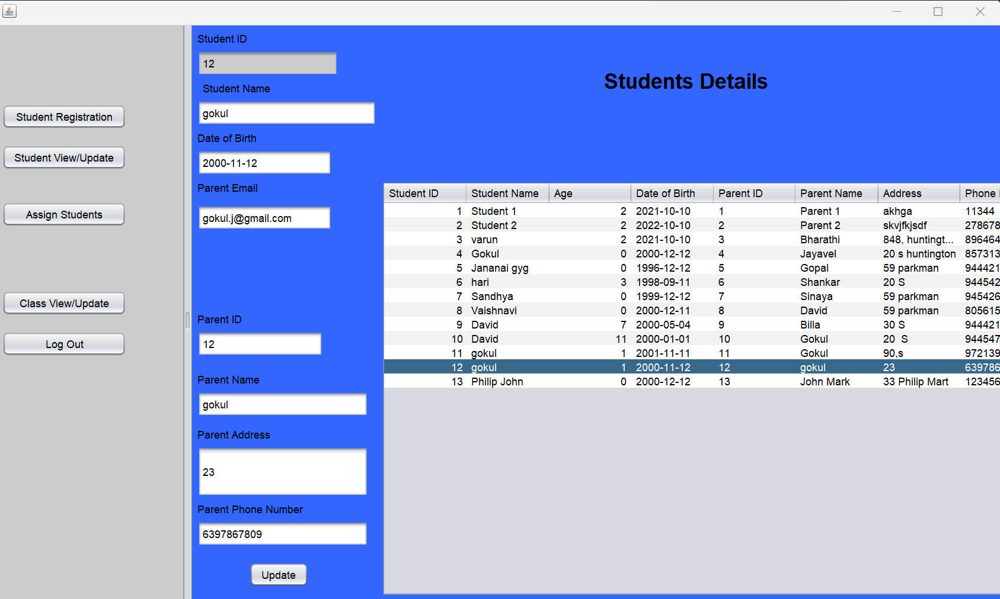 Student Registration
Student View/Update
Assign Students
Class View/Update
Log Out
Student ID
12
Student Name
gokul
Date of Birth
2000-11-12
Parent Email
gokul.j@gmail.com
Parent ID
12
Parent Name
gokul
Parent Address
23
Parent Phone Number
6397867809
Update
Students Details
Student ID Student Name Age Date of Birth Parent ID Parent Name Address Phone
1 Student 1 2 2021-10-10 1 Parent 1 akhga 11344
2 Student 2 2 2022-10-10 2 Parent 2 skvjfkjsdf 278678
3 varun 2 2021-10-10 3 Bharathi 848, huntingt... 896464
4 Gokul 0 2000-12-12 4 Jayavel 20 s huntington 857313
5 Jananai gyg 0 1996-12-12 5 Gopal 59 parkman 944421
6 hari 3 1998-09-11 6 Shankar 20 S 944542
7 Sandhya 0 1999-12-12 7 Sinaya 59 parkman 945426
8 Vaishnavi 0 2000-12-11 8 David 59 parkman 805615
9 David 7 2000-05-04 9 Billa 30 S 944421
10 David 11 2000-01-01 10 Gokul 20 S 944547
11 gokul 1 2001-11-11 11 Gokul 90,s 972139
12 gokul 1 2000-11-12 12 gokul 23 639786
13 Philip John 0 2000-12-12 13 John Mark 33 Philip Mart 123456